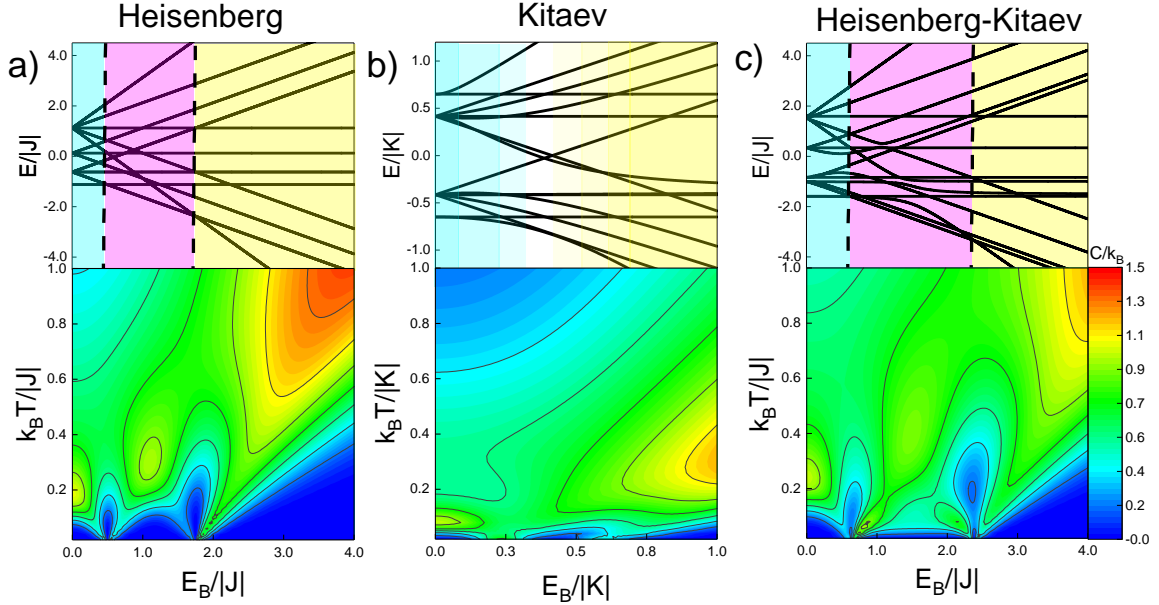 Heisenberg
Kitaev
Heisenberg-Kitaev
a)
b)
c)
E/|J|
4.0
2.0
0.0
-2.0
-4.0
E/|K|
1.0
0.5
0.0
-0.5
-1.0
E/|J|
4.0
2.0
0.0
-2.0
-4.0
k_BT/|J|
1.0
0.8
0.6
0.4
0.2
0.0 1.0 2.0 3.0 4.0
E_B/|J|
k_BT/|K|
1.0
0.8
0.6
0.4
0.2
0.0 0.3 0.5 0.8 1.0
E_B/|K|
k_BT/|J|
1.0
0.8
0.6
0.4
0.2
0.0 1.0 2.0 3.0 4.0
E_B/|J|
C/k_B
1.5
1.3
1.1
0.9
0.8
0.6
0.4
0.2
-0.0